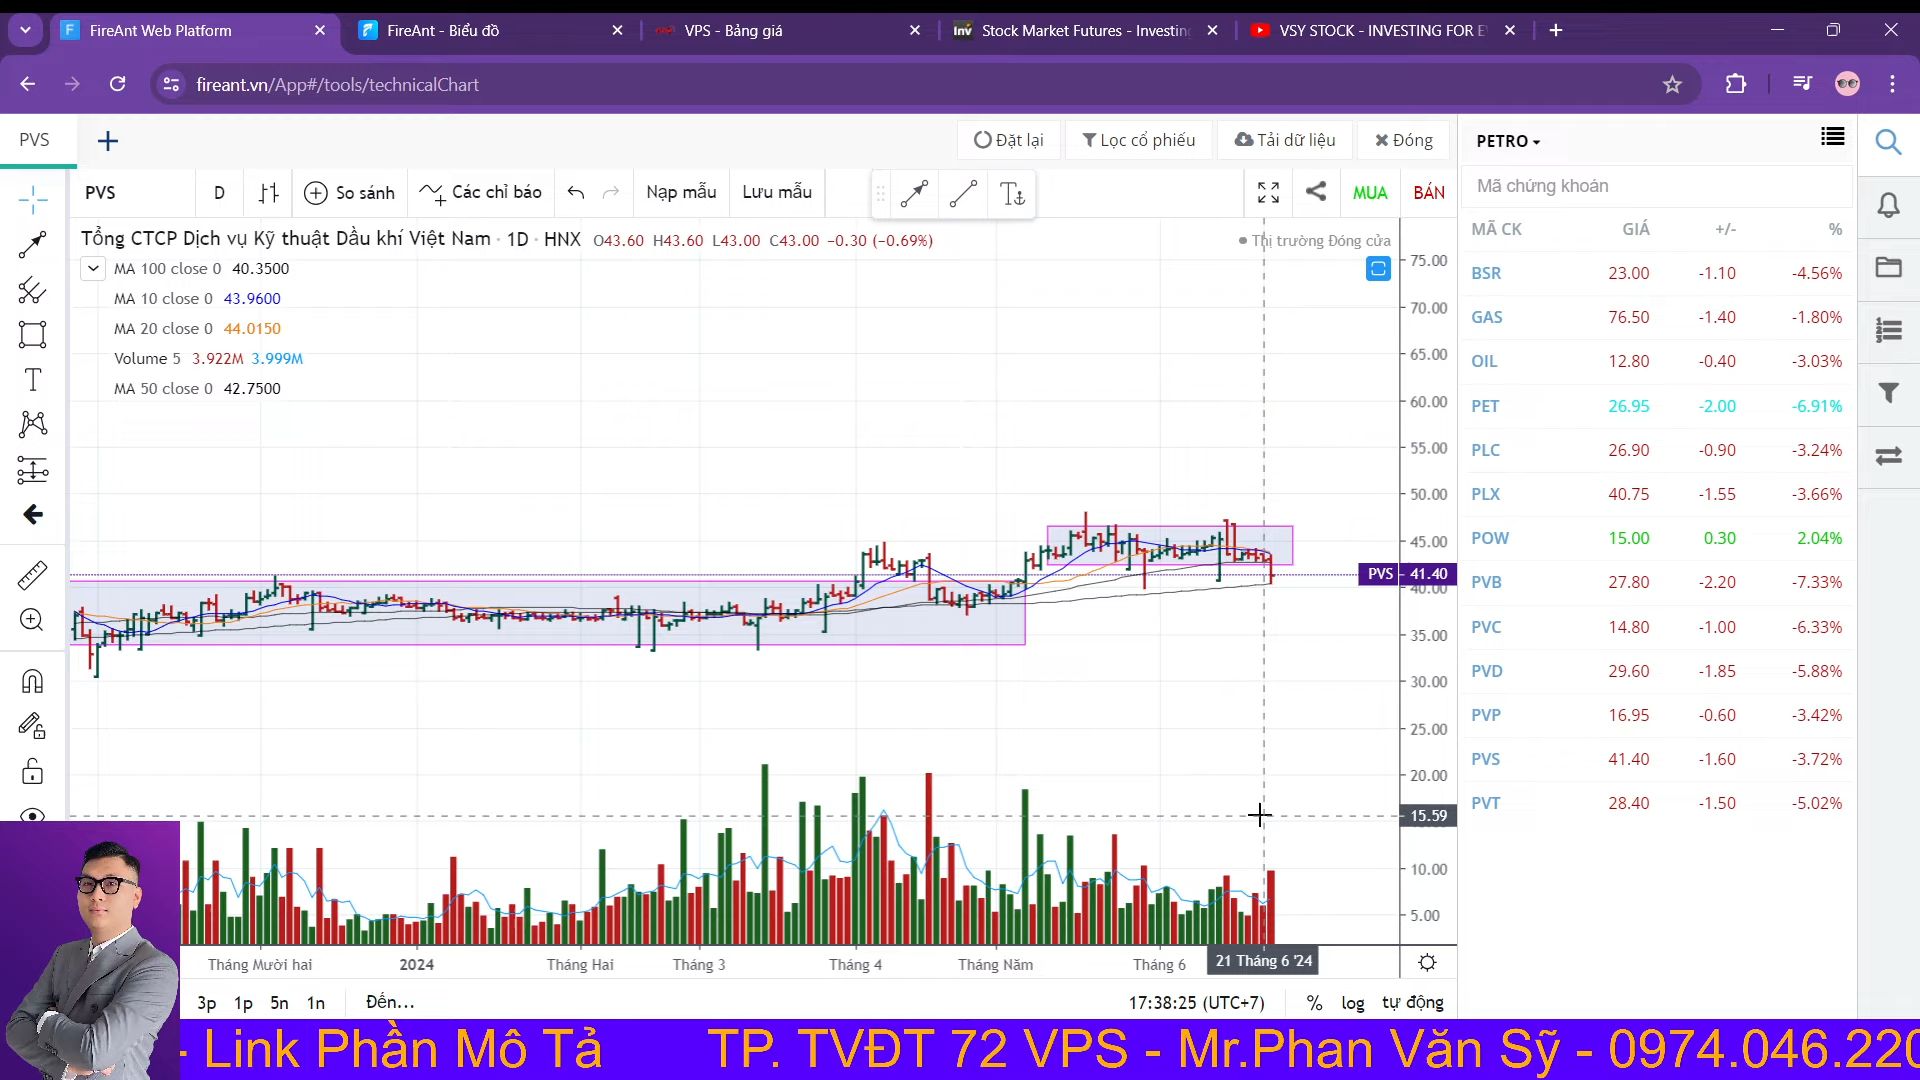 FireAnt Web Platform
FireAnt - Biểu đồ
VPS - Bảng giá
Stock Market Futures - Investing
VSY STOCK - INVESTING FOR E
fireant.vn/App#/tools/technicalChart
PVS
Đặt lại
Lọc cổ phiếu
Tải dữ liệu
Đóng
PETRO
PVS
D
So sánh
Các chỉ báo
Nạp mẫu
Lưu mẫu
MUA
BÁN
Mã chứng khoán
Tổng CTCP Dịch vụ Kỹ thuật Dầu khí Việt Nam · 1D · HNX O43.60 H43.60 L43.00 C43.00 −0.30 (−0.69%)
Thị trường Đóng cửa
MA 100 close 0 40.3500
MA 10 close 0 43.9600
MA 20 close 0 44.0150
Volume 5 3.922M 3.999M
MA 50 close 0 42.7500
75.00
70.00
65.00
60.00
55.00
50.00
45.00
PVS 41.40
40.00
35.00
30.00
25.00
20.00
15.59
10.00
5.00
MÃ CK GIÁ +/- %
BSR 23.00 -1.10 -4.56%
GAS 76.50 -1.40 -1.80%
OIL 12.80 -0.40 -3.03%
PET 26.95 -2.00 -6.91%
PLC 26.90 -0.90 -3.24%
PLX 40.75 -1.55 -3.66%
POW 15.00 0.30 2.04%
PVB 27.80 -2.20 -7.33%
PVC 14.80 -1.00 -6.33%
PVD 29.60 -1.85 -5.88%
PVP 16.95 -0.60 -3.42%
PVS 41.40 -1.60 -3.72%
PVT 28.40 -1.50 -5.02%
Tháng Mười hai
2024
Tháng Hai
Tháng 3
Tháng 4
Tháng Năm
Tháng 6
21 Tháng 6 '24
3p 1p 5n 1n Đến...
17:38:25 (UTC+7) % log tự động
- Link Phần Mô Tả TP. TVĐT 72 VPS - Mr.Phan Văn Sỹ - 0974.046.220